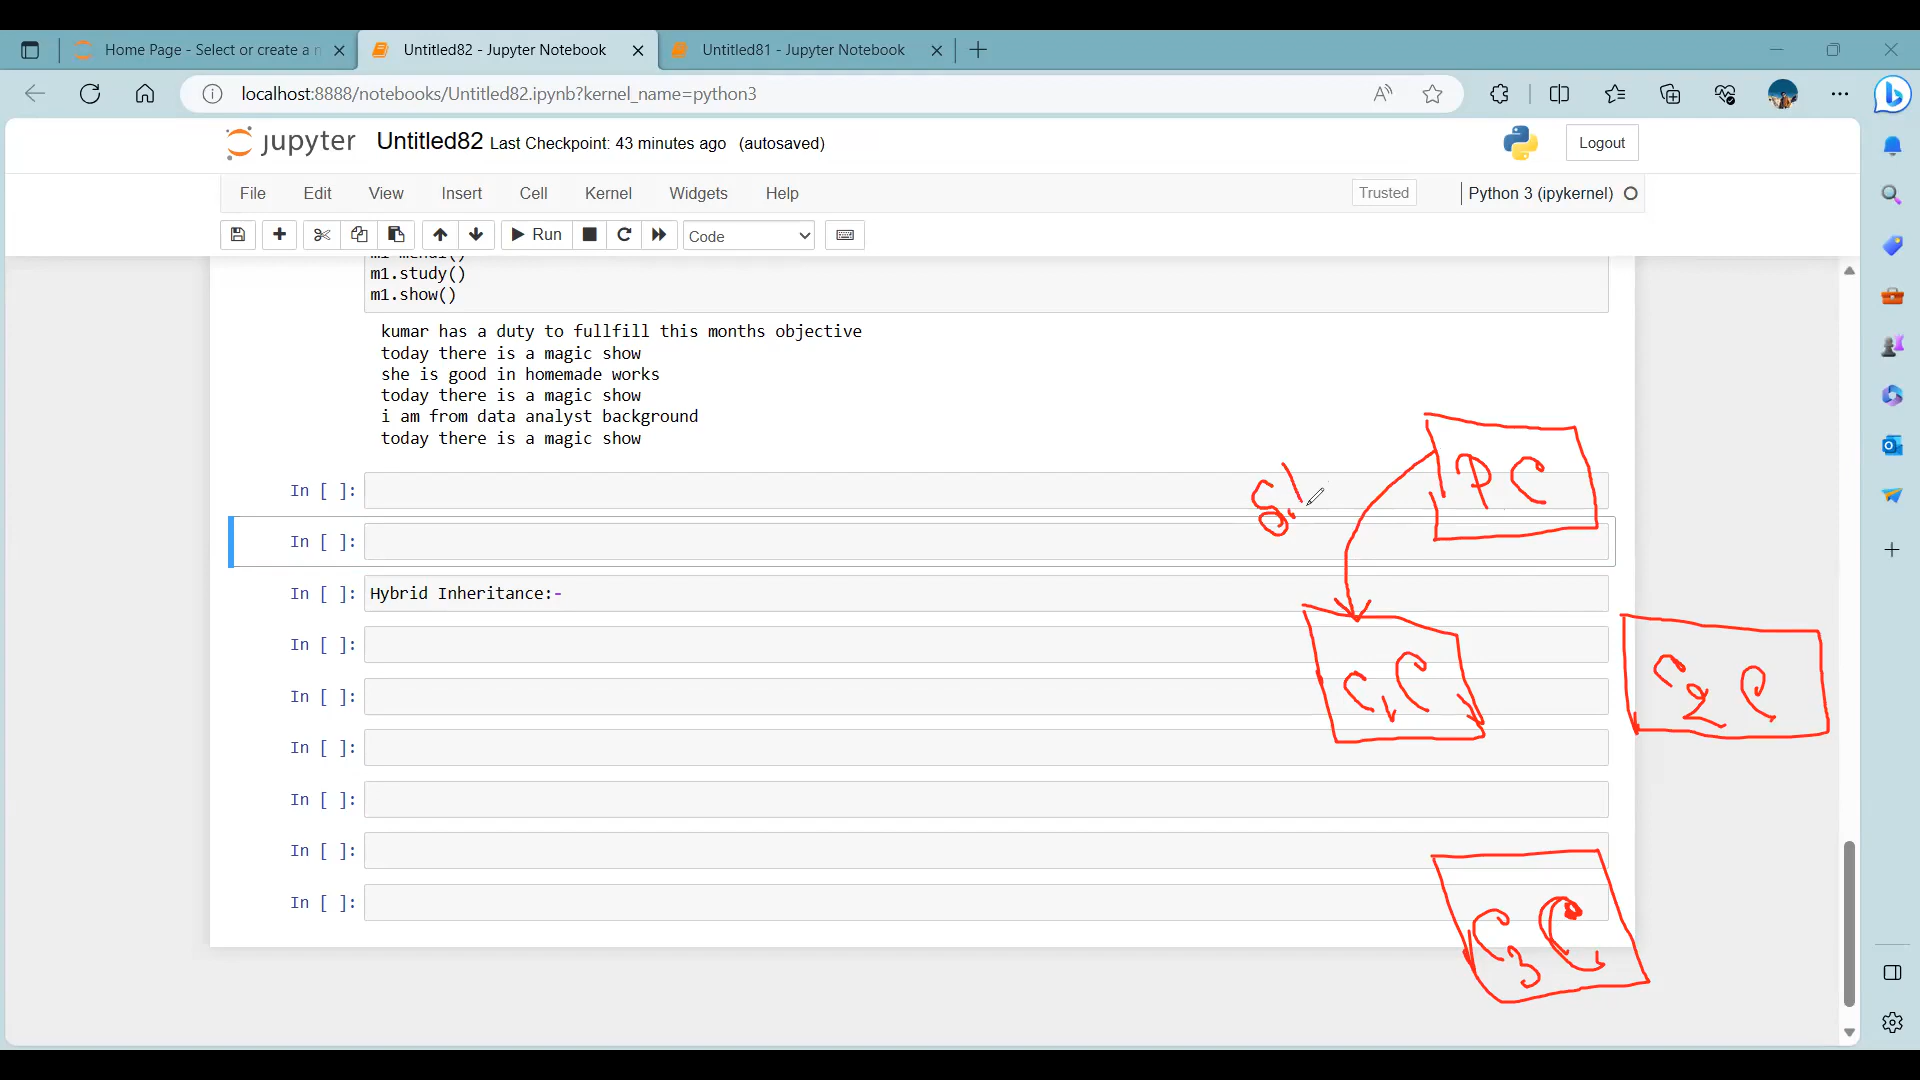 Home Page - Select or create a n
Untitled82 - Jupyter Notebook
Untitled81 - Jupyter Notebook
localhost:8888/notebooks/Untitled82.ipynb?kernel_name=python3
jupyter Untitled82 Last Checkpoint: 43 minutes ago (autosaved)
Logout
File Edit View Insert Cell Kernel Widgets Help
Trusted
Python 3 (ipykernel)
Run
Code
m1.study()
m1.show()
kumar has a duty to fullfill this months objective
today there is a magic show
she is good in homemade works
today there is a magic show
i am from data analyst background
today there is a magic show
In [ ]:
In [ ]:
In [ ]: Hybrid Inheritance:-
In [ ]:
In [ ]:
In [ ]:
In [ ]:
In [ ]:
In [ ]:
PC
C1C
C2C
C3C